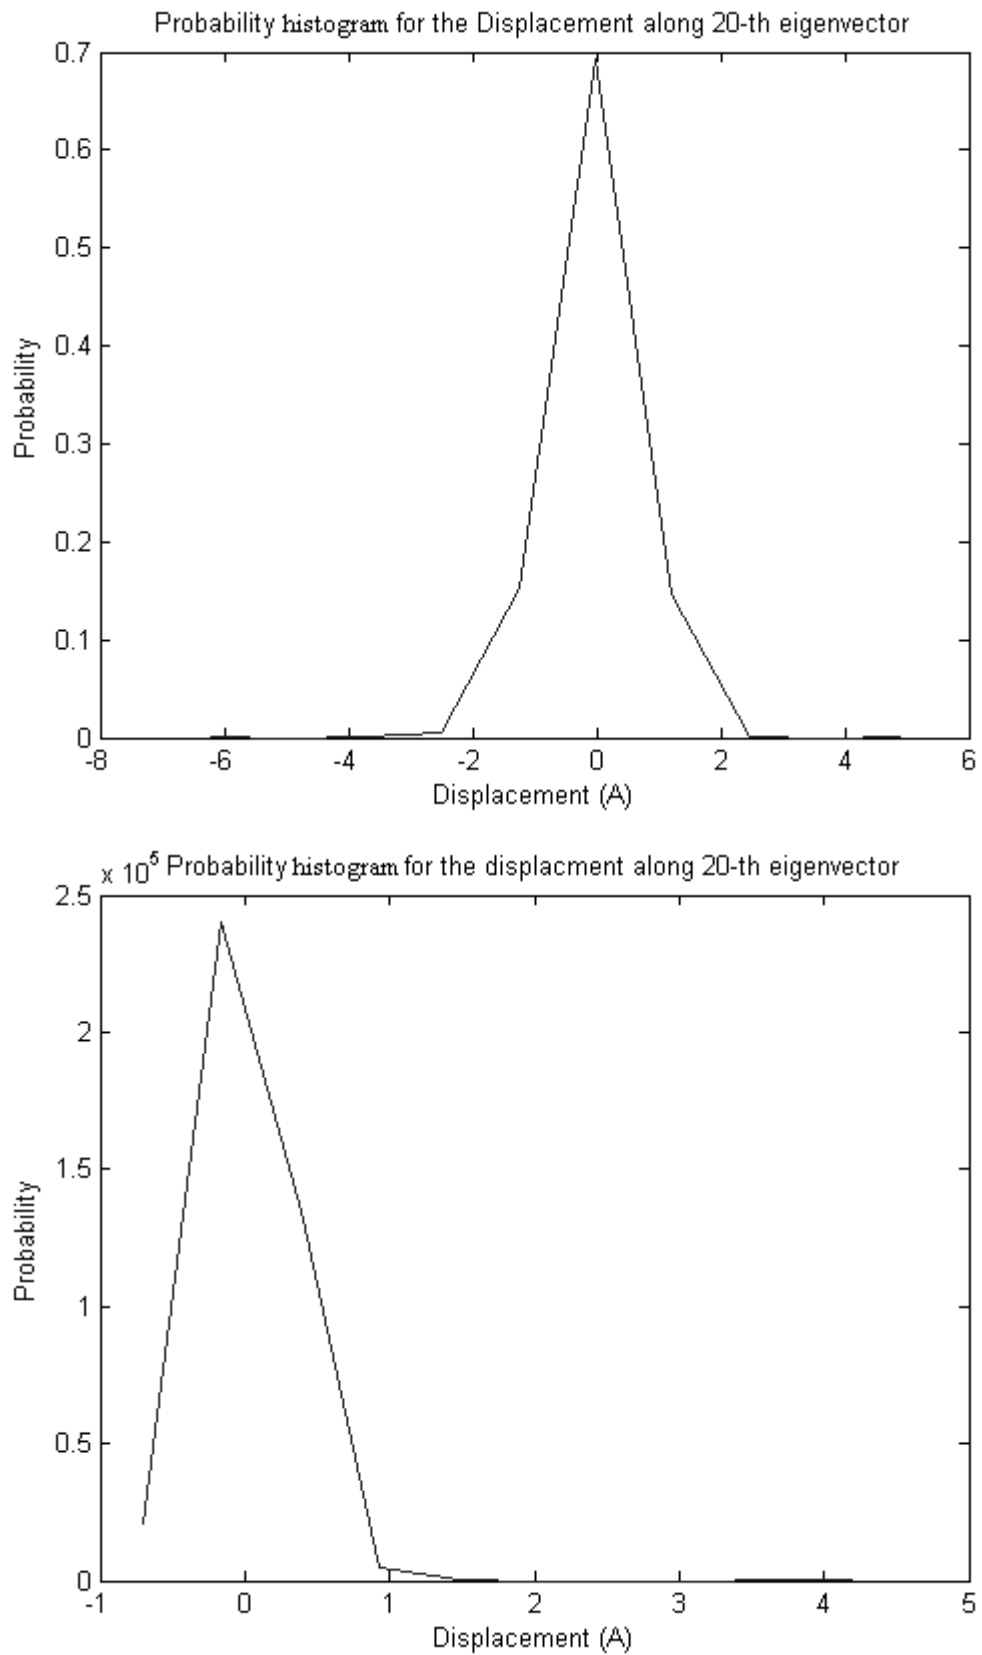 Probability histogram for the Displacement along 20-th eigenvector
0.7
0.6
0.5
0.4
0.3
0.2
0.1
0
Probability
-8 -6 -4 -2 0 2 4 6
Displacement (A)
x 10^5 Probability histogram for the displacment along 20-th eigenvector
2.5
2
1.5
1
0.5
0
Probability
-1 0 1 2 3 4 5
Displacement (A)